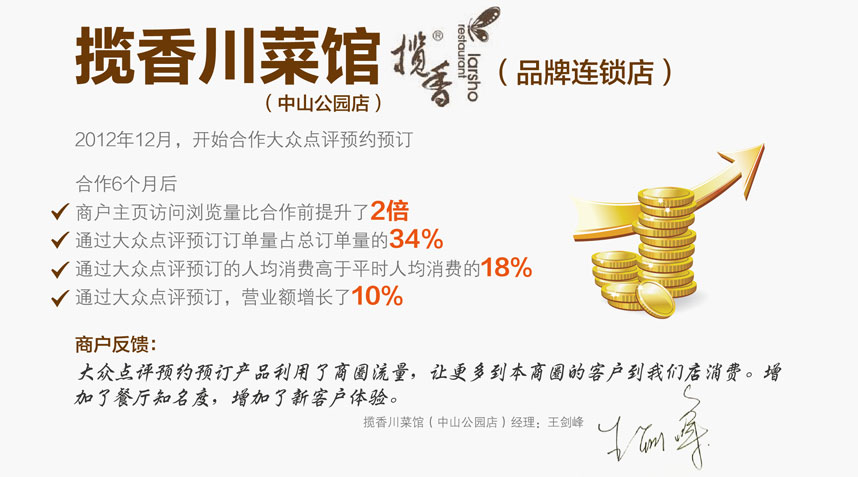 揽香川菜馆
揽香®
larsho
restaurant
（品牌连锁店）
（中山公园店）
2012年12月，开始合作大众点评预约预订
合作6个月后
商户主页访问浏览量比合作前提升了2倍
通过大众点评预订订单量占总订单量的34%
通过大众点评预订的人均消费高于平时人均消费的18%
通过大众点评预订，营业额增长了10%
商户反馈：
大众点评预约预订产品利用了商圈流量，让更多到本商圈的客户到我们店消费。增
加了餐厅知名度，增加了新客户体验。
揽香川菜馆（中山公园店）经理：王剑峰
王剑峰